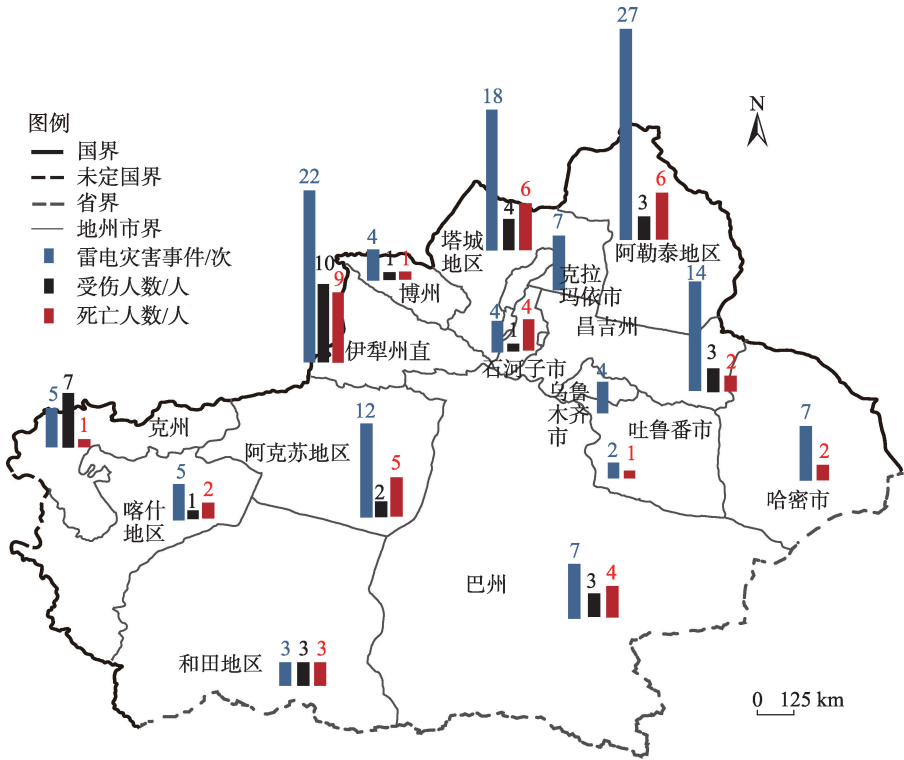 27
N
18
图例
国界
未定国界
省界
地州市界
雷电灾害事件/次
受伤人数/人
死亡人数/人
22
10
9
伊犁州直
4
1
1
博州
4
6
塔城
地区
7
克拉
玛依市
3
6
阿勒泰地区
14
3
2
昌吉州
4
1
4
石河子市
4
乌鲁
木齐
市
5
7
1
克州
12
2
5
阿克苏地区
2
1
吐鲁番市
7
2
哈密市
5
1
2
喀什
地区
7
3
4
巴州
3
3
3
和田地区
0 125 km